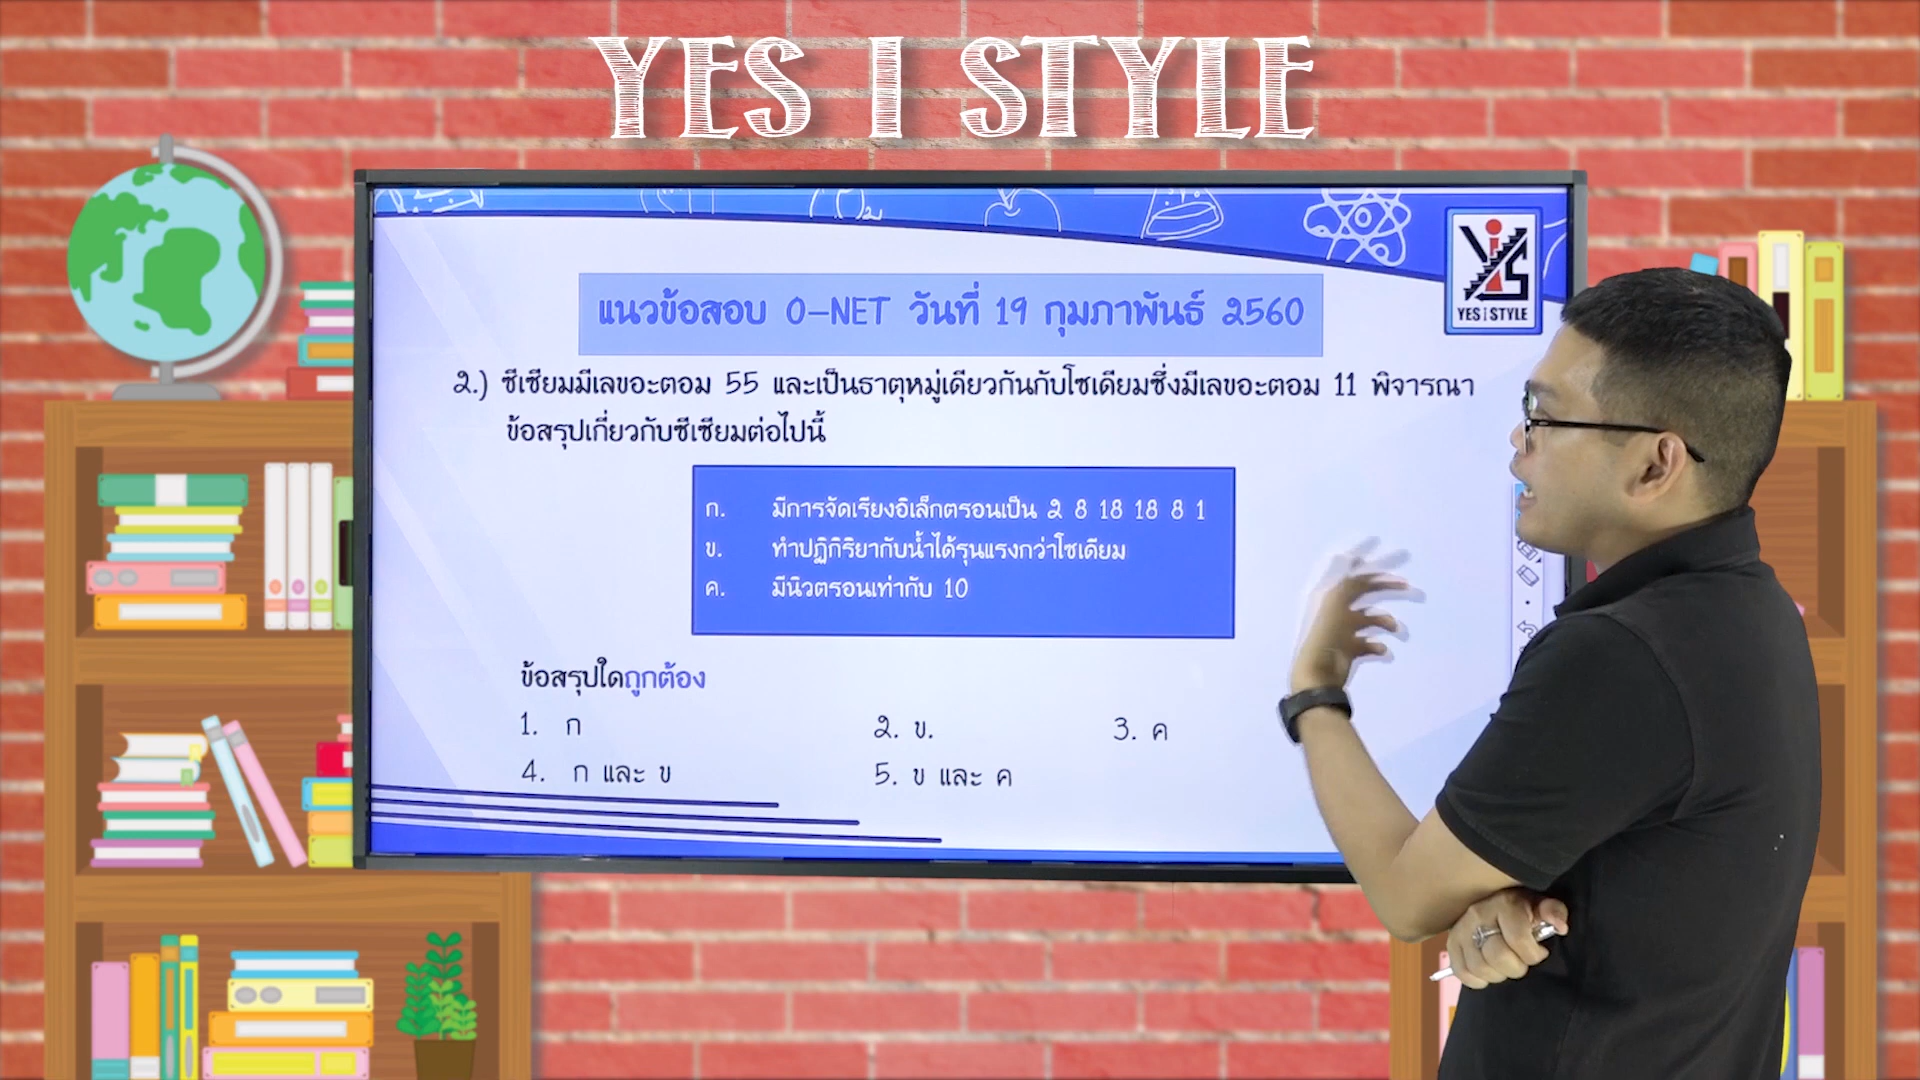 YES I STYLE
YES I STYLE
แนวข้อสอบ O-NET วันที่ 19 กุมภาพันธ์ 2560
2.) ซีเซียมมีเลขอะตอม 55 และเป็นธาตุหมู่เดียวกันกับโซเดียมซึ่งมีเลขอะตอม 11 พิจารณา
ข้อสรุปเกี่ยวกับซีเซียมต่อไปนี้
ก. มีการจัดเรียงอิเล็กตรอนเป็น 2 8 18 18 8 1
ข. ทำปฏิกิริยากับน้ำได้รุนแรงกว่าโซเดียม
ค. มีนิวตรอนเท่ากับ 10
ข้อสรุปใดถูกต้อง
1. ก 2. ข. 3. ค
4. ก และ ข 5. ข และ ค